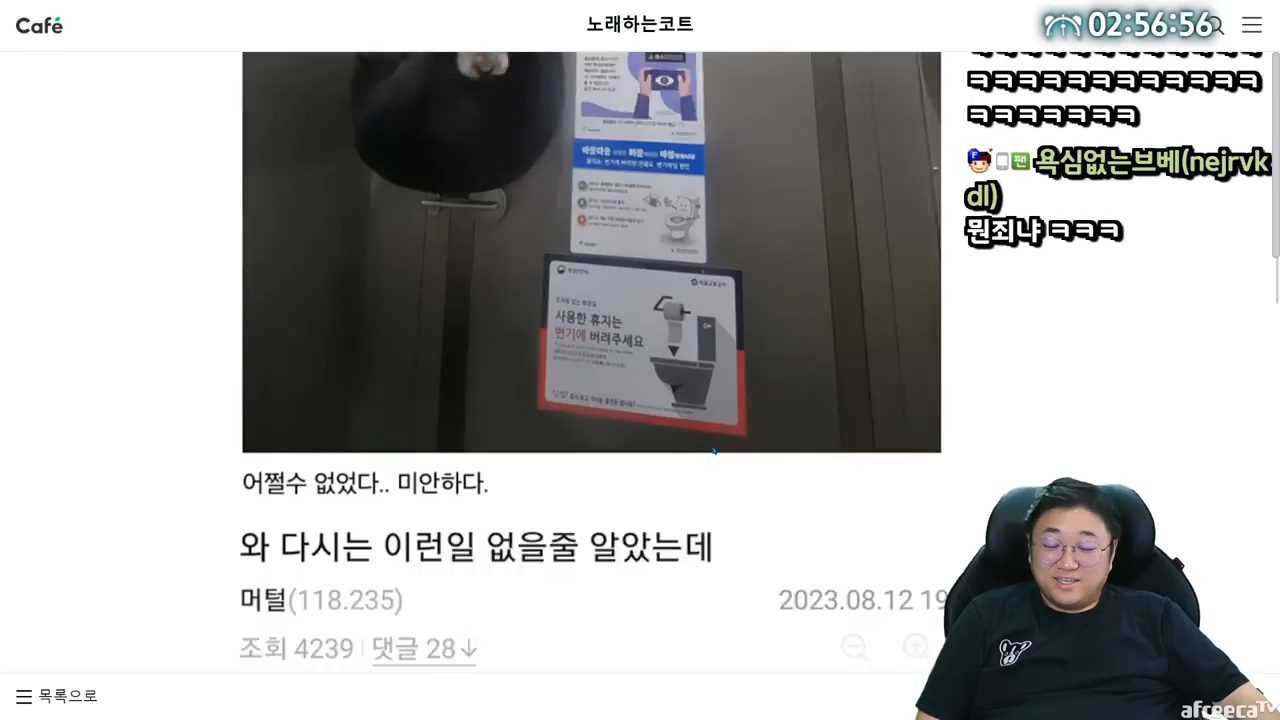 Café
노래하는코트
02:56:56
ㅋㅋㅋㅋㅋㅋㅋㅋㅋㅋㅋㅋ
ㅋㅋㅋㅋㅋㅋㅋ
팬 욕심없는브베(nejrvk
dl)
뭔죄냐 ㅋㅋㅋ
사용한 휴지는
변기에 버려주세요
어쩔수 없었다.. 미안하다.
와 다시는 이런일 없을줄 알았는데
머털(118.235)
2023.08.12 19
조회 4239
댓글 28↓
목록으로
afreecaTV